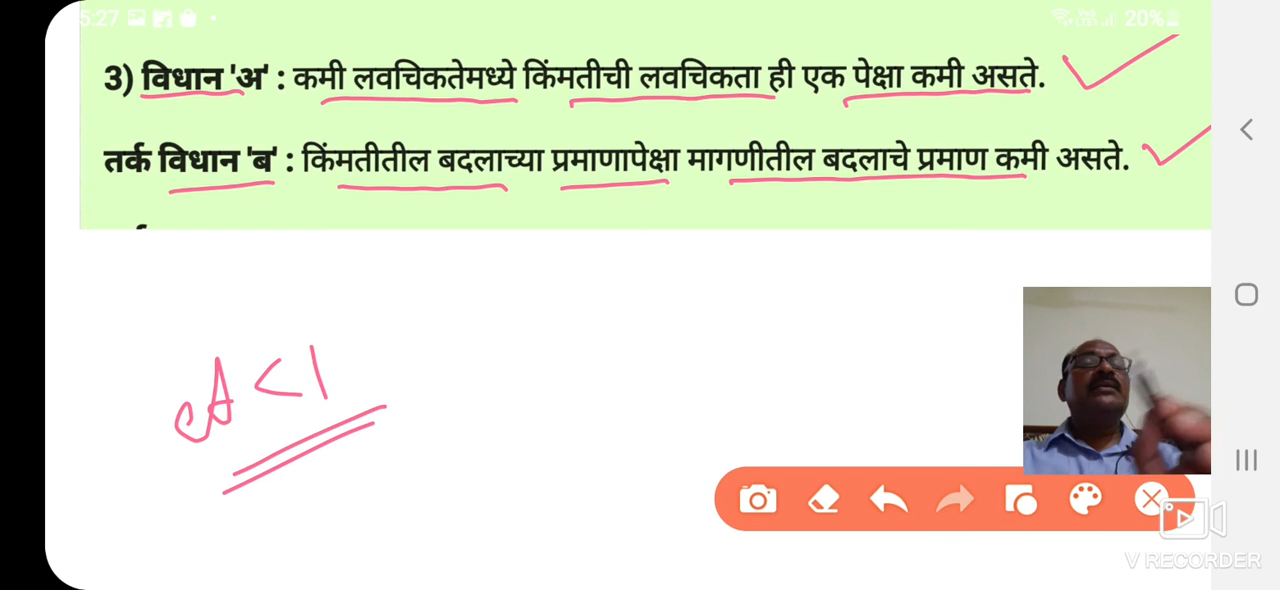 5:27 20%
3) विधान 'अ' : कमी लवचिकतेमध्ये किंमतीची लवचिकता ही एक पेक्षा कमी असते.
तर्क विधान 'ब' : किंमतीतील बदलाच्या प्रमाणापेक्षा मागणीतील बदलाचे प्रमाण कमी असते.
< 1
V RECORDER